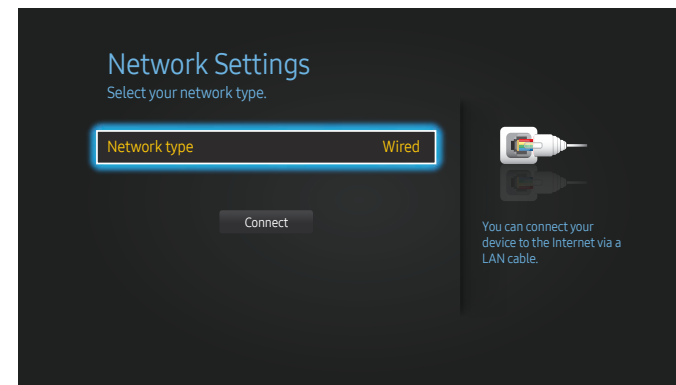 Network Settings
Select your network type.
Network type Wired
Connect
You can connect your
device to the Internet via a
LAN cable.